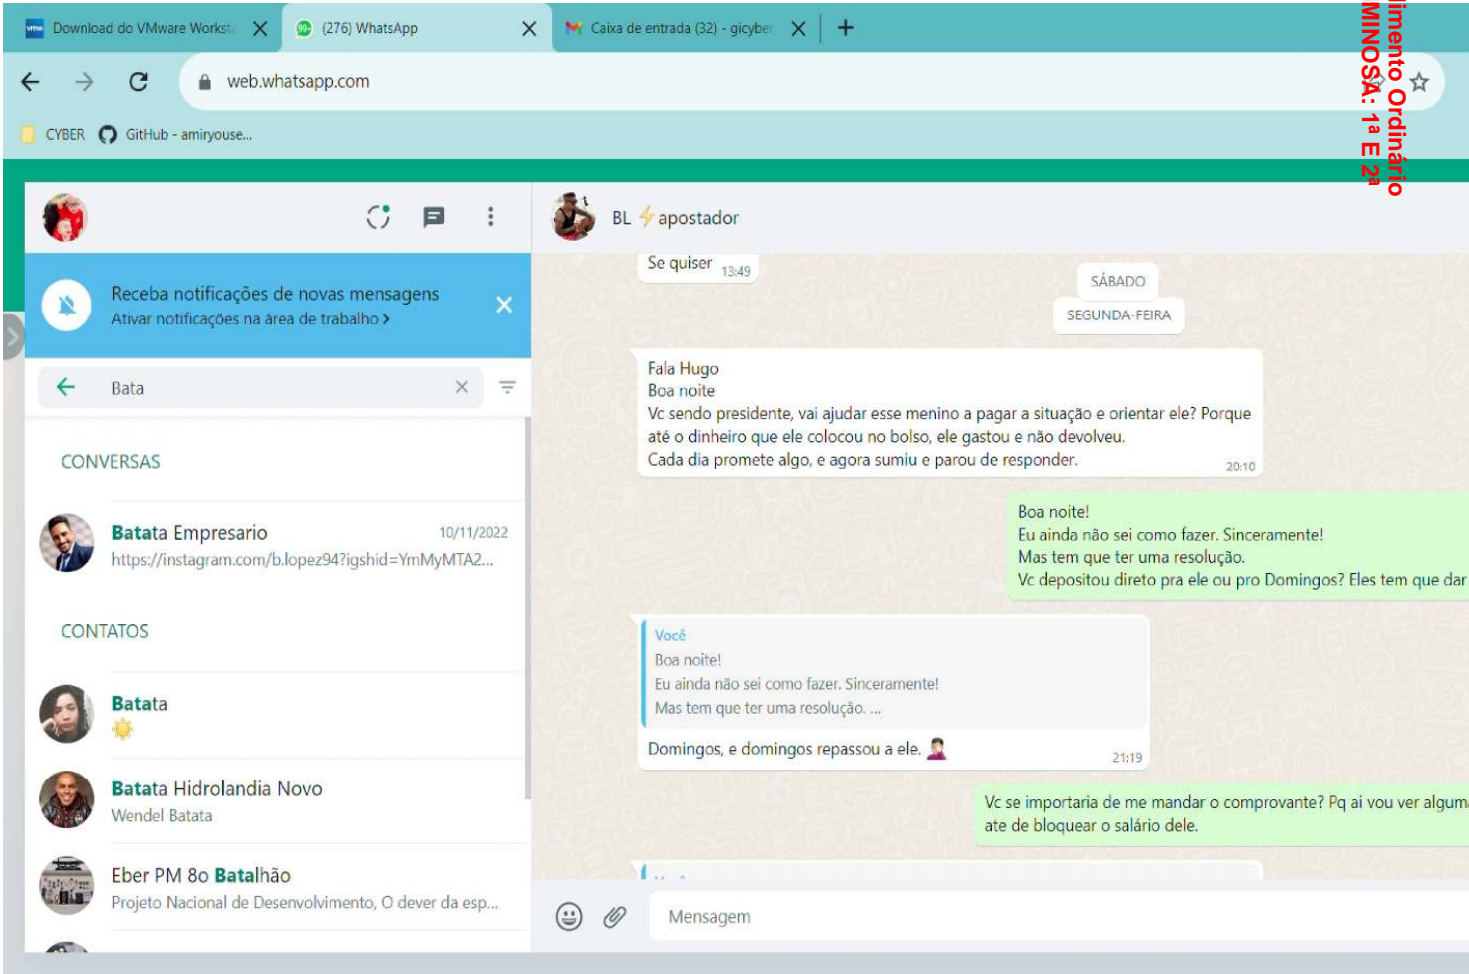 Download do VMware Workst
(276) WhatsApp
Caixa de entrada (32) - gicyber
web.whatsapp.com
CYBER
GitHub - amiryouse...
limento Ordinário
MINOSA: 1ª E 2ª
BL ⚡ apostador
Receba notificações de novas mensagens
Ativar notificações na área de trabalho >
Bata
CONVERSAS
Batata Empresario
10/11/2022
https://instagram.com/b.lopez94?igshid=YmMyMTA2...
CONTATOS
Batata
🌞
Batata Hidrolandia Novo
Wendel Batata
Eber PM 8o Batalhão
Projeto Nacional de Desenvolvimento, O dever da esp...
Se quiser
13:49
SÁBADO
SEGUNDA-FEIRA
Fala Hugo
Boa noite
Vc sendo presidente, vai ajudar esse menino a pagar a situação e orientar ele? Porque
até o dinheiro que ele colocou no bolso, ele gastou e não devolveu.
Cada dia promete algo, e agora sumiu e parou de responder.
20:10
Boa noite!
Eu ainda não sei como fazer. Sinceramente!
Mas tem que ter uma resolução.
Vc depositou direto pra ele ou pro Domingos? Eles tem que dar
Você
Boa noite!
Eu ainda não sei como fazer. Sinceramente!
Mas tem que ter uma resolução. ...
Domingos, e domingos repassou a ele. 🤦🏻‍♂️
21:19
Vc se importaria de me mandar o comprovante? Pq ai vou ver alguma
ate de bloquear o salário dele.
Mensagem